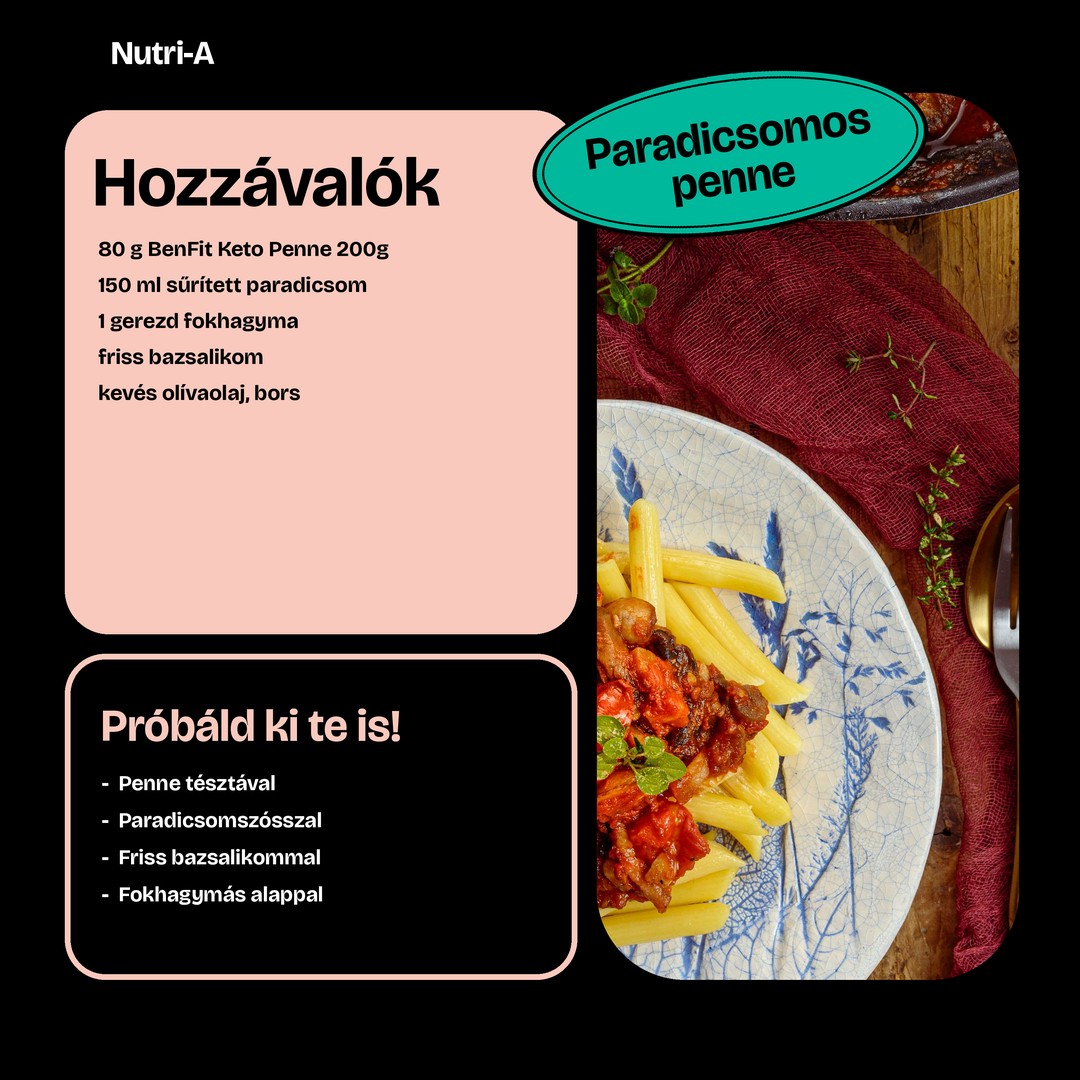 Nutri-A
Paradicsomos
penne
Hozzávalók
80 g BenFit Keto Penne 200g
150 ml sűrített paradicsom
1 gerezd fokhagyma
friss bazsalikom
kevés olívaolaj, bors
Próbáld ki te is!
- Penne tésztával
- Paradicsomszósszal
- Friss bazsalikommal
- Fokhagymás alappal